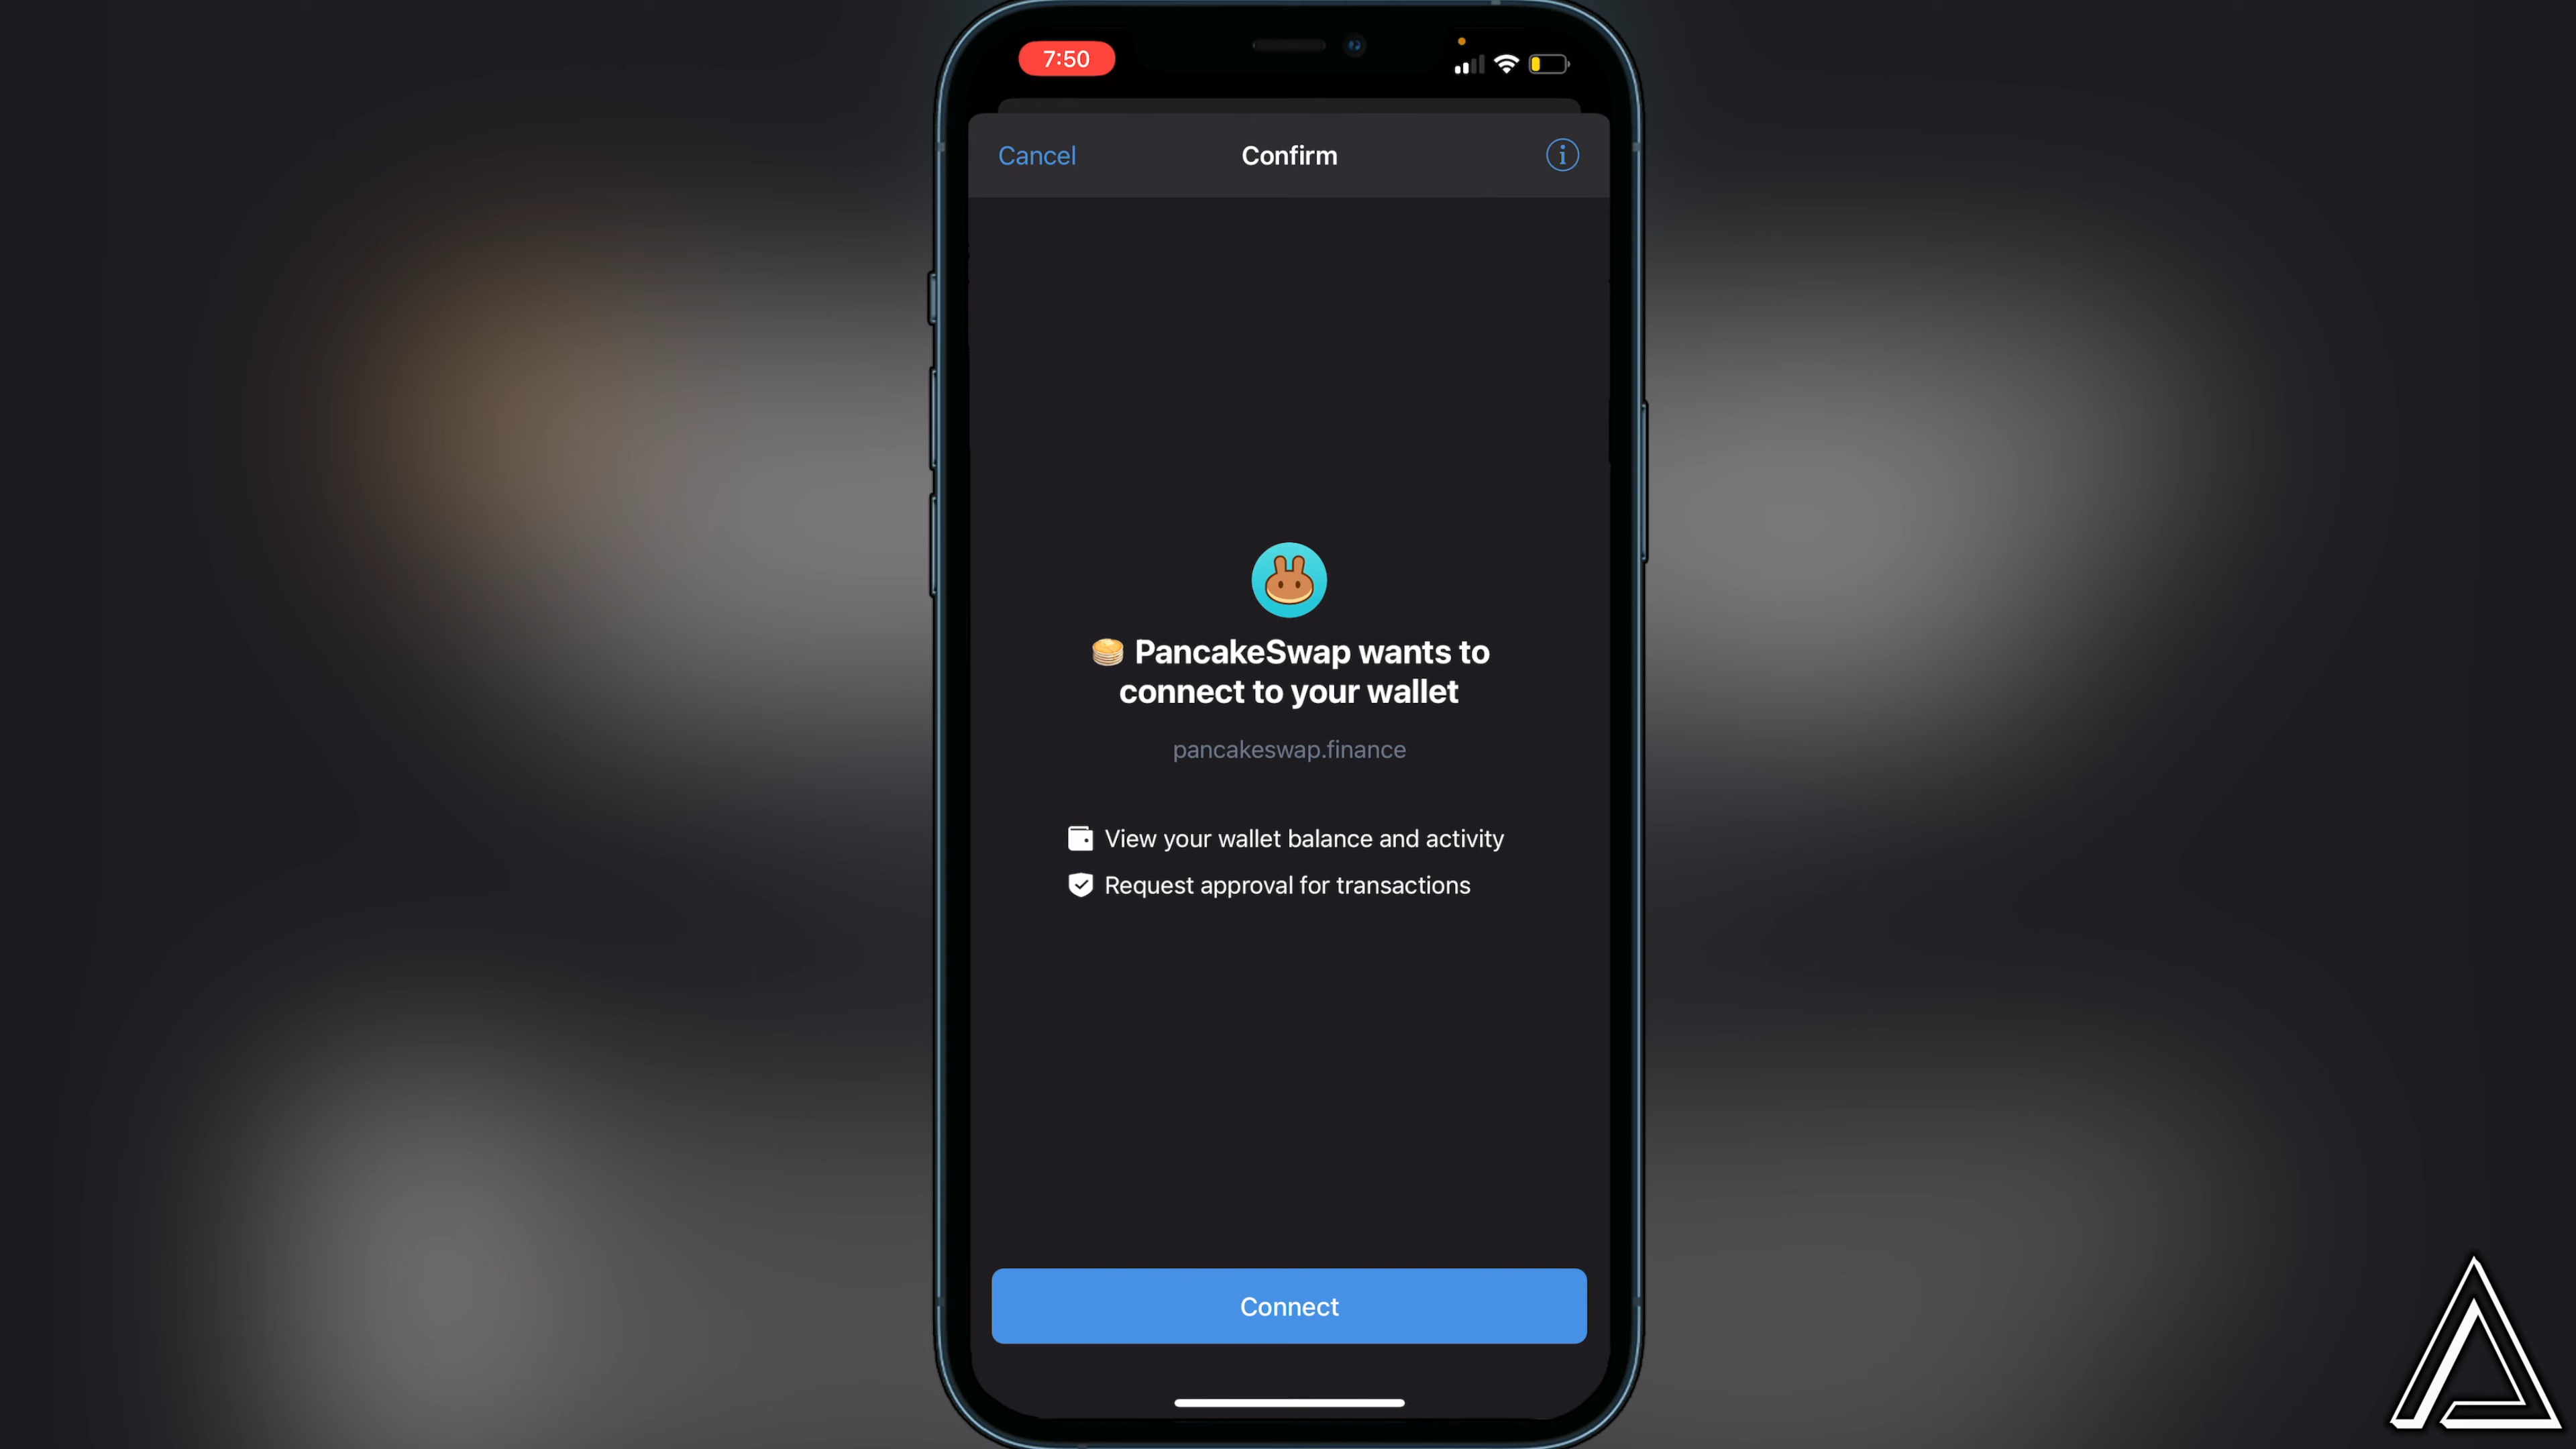 7:50
Cancel Confirm
🥞 PancakeSwap wants to
connect to your wallet
pancakeswap.finance
View your wallet balance and activity
Request approval for transactions
Connect